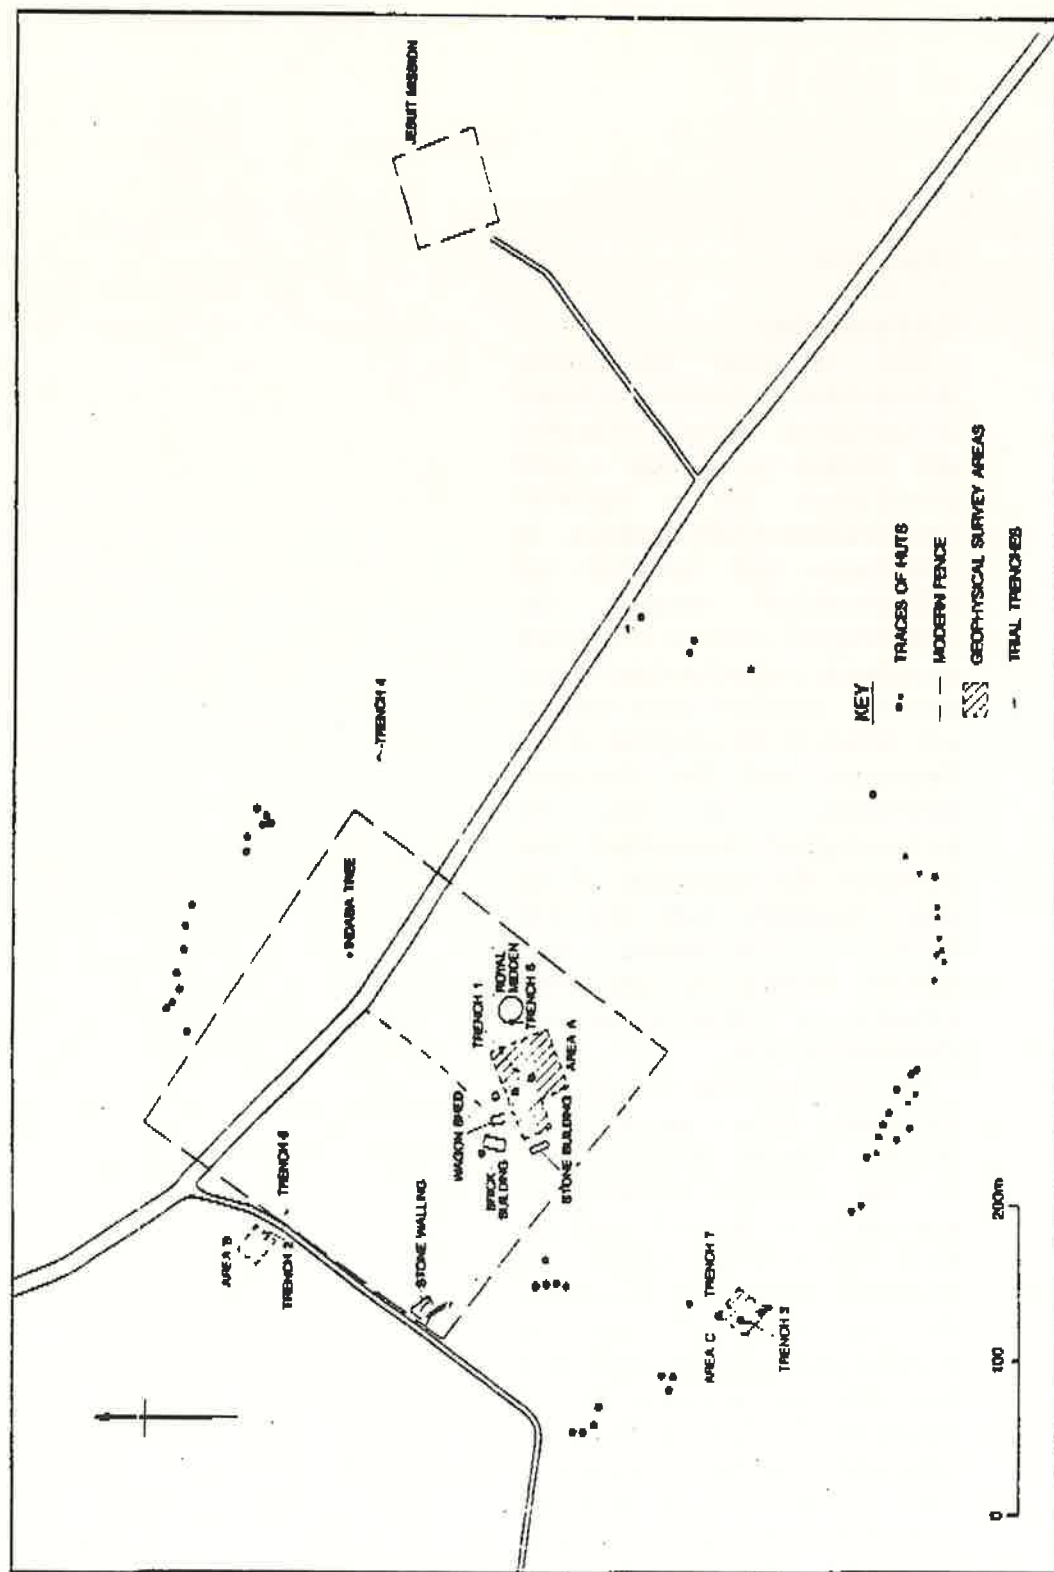 JESUIT MISSION
TRENCH 4
INDABA TREE
TRENCH 1
ROYAL
MIDDEN
TRENCH 5
AREA A
WAGON SHED
BRICK
BUILDING
STONE BUILDING
STONE WALLING
AREA B
TRENCH 2
TRENCH 6
AREA C
TRENCH 7
TRENCH 3
KEY
TRACES OF HUTS
MODERN FENCE
GEOPHYSICAL SURVEY AREAS
TRIAL TRENCHES
0 100 200m